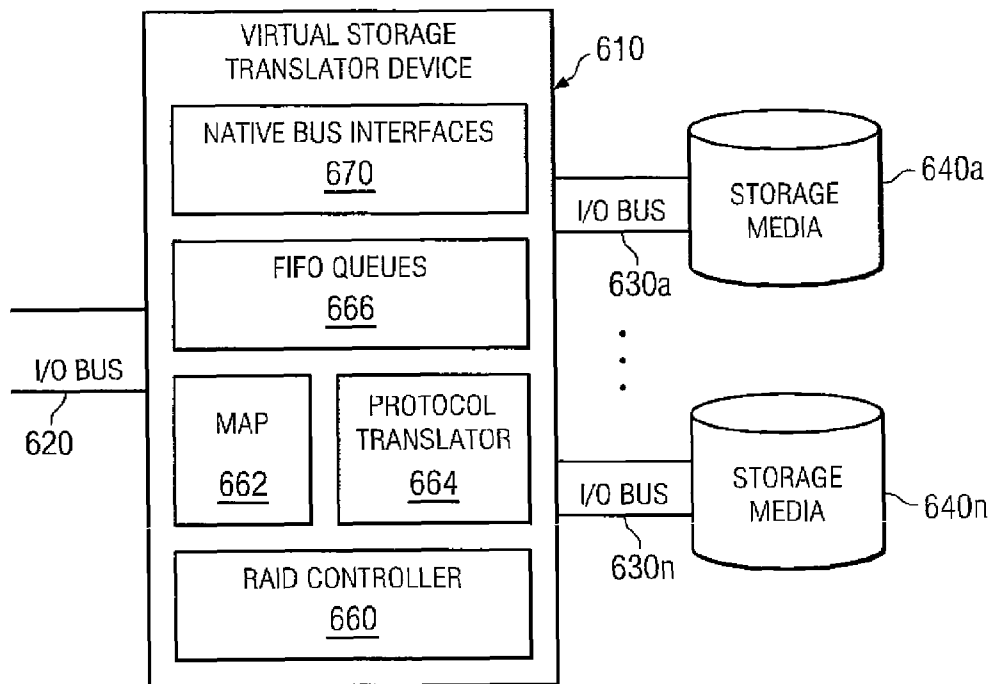 VIRTUAL STORAGE
TRANSLATOR DEVICE
610
NATIVE BUS INTERFACES
670
FIFO QUEUES
666
MAP
662
PROTOCOL
TRANSLATOR
664
RAID CONTROLLER
660
I/O BUS
620
I/O BUS
630a
STORAGE
MEDIA
640a
I/O BUS
630n
STORAGE
MEDIA
640n